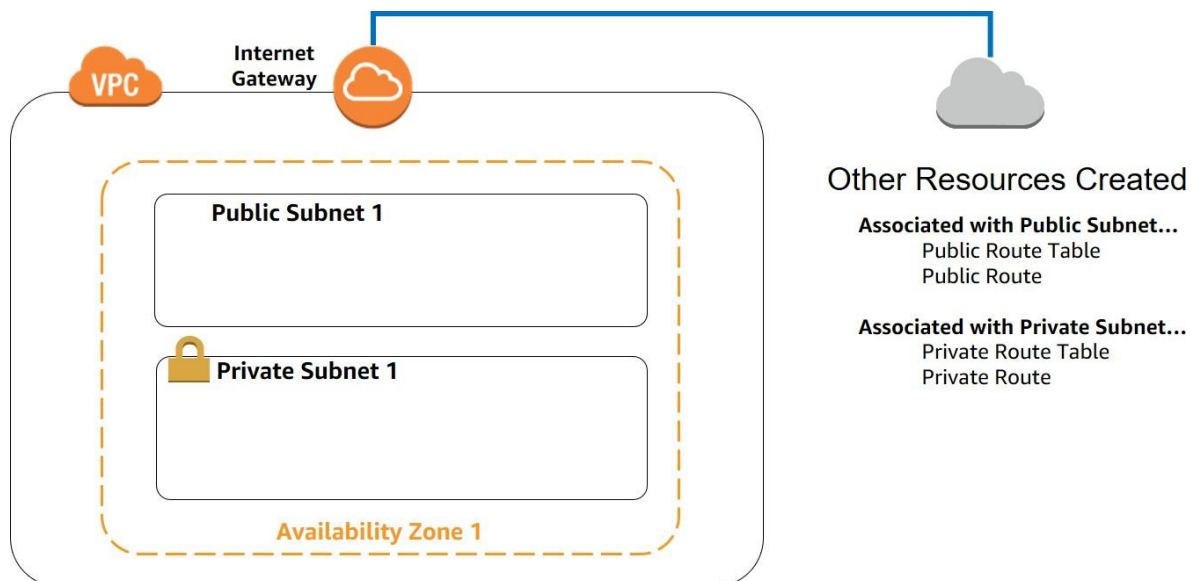 Internet
Gateway
VPC
Public Subnet 1
Private Subnet 1
Availability Zone 1
Other Resources Created
Associated with Public Subnet...
Public Route Table
Public Route
Associated with Private Subnet...
Private Route Table
Private Route